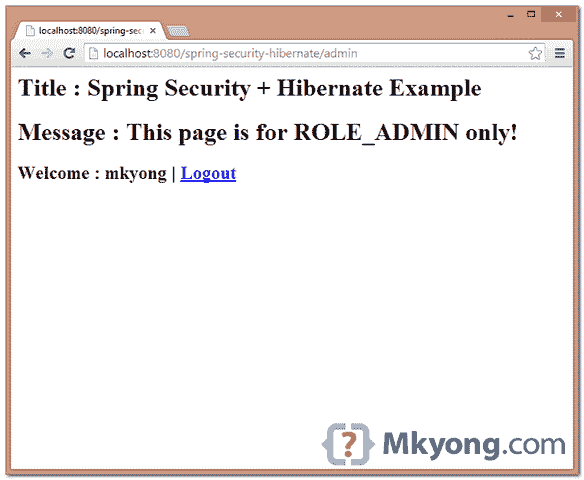 localhost:8080/spring-sec
localhost:8080/spring-security-hibernate/admin
Title : Spring Security + Hibernate Example
Message : This page is for ROLE_ADMIN only!
Welcome : mkyong | Logout
{?} Mkyong.com